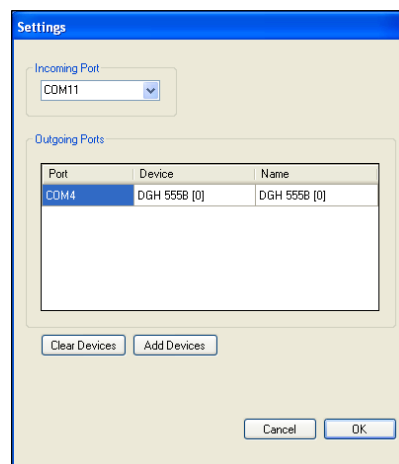 Settings
Incoming Port
COM11
Outgoing Ports
Port Device Name
COM4 DGH 555B [0] DGH 555B [0]
Clear Devices Add Devices
Cancel OK